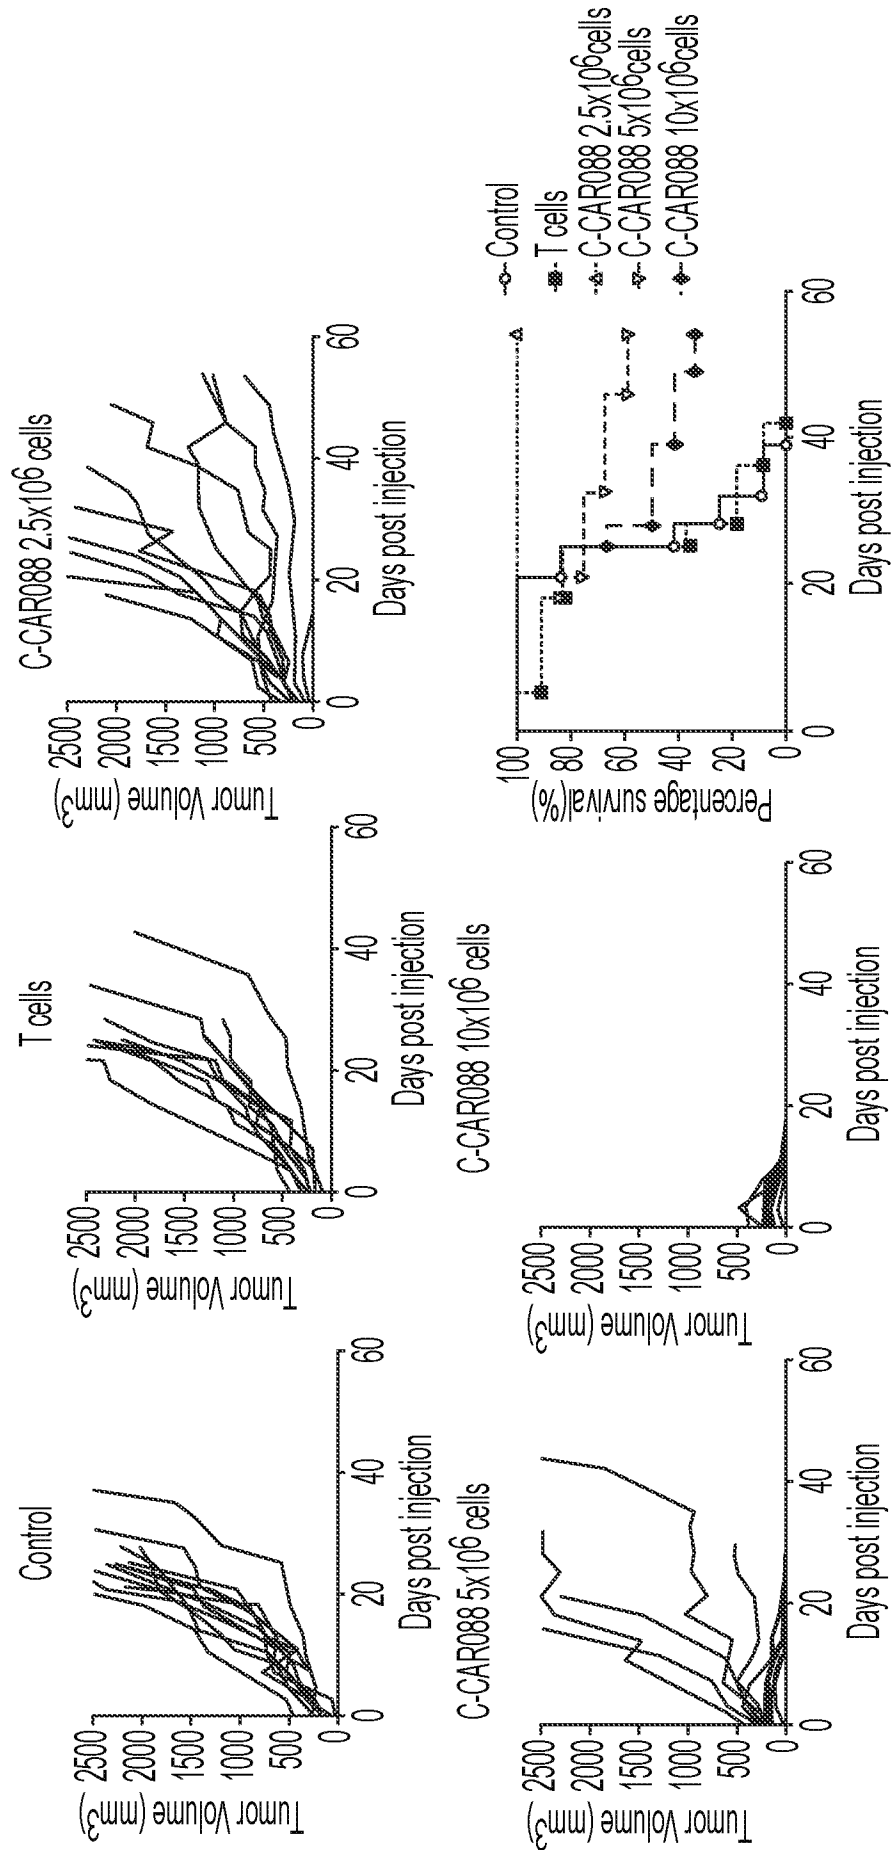 Control
Tumor Volume (mm3)
2500
2000
1500
1000
500
0
0
20
40
60
Days post injection
T cells
Tumor Volume (mm3)
2500
2000
1500
1000
500
0
0
20
40
60
Days post injection
C-CAR088 2.5x10⁶ cells
Tumor Volume (mm3)
2500
2000
1500
1000
500
0
0
20
40
60
Days post injection
C-CAR088 5x10⁶ cells
Tumor Volume (mm3)
2500
2000
1500
1000
500
0
0
20
40
60
Days post injection
C-CAR088 10x10⁶ cells
Tumor Volume (mm3)
2500
2000
1500
1000
500
0
0
20
40
60
Days post injection
Percentage survival(%)
100
80
60
40
20
0
0
20
40
60
Days post injection
Control
T cells
C-CAR088 2.5x10⁶cells
C-CAR088 5x10⁶cells
C-CAR088 10x10⁶cells